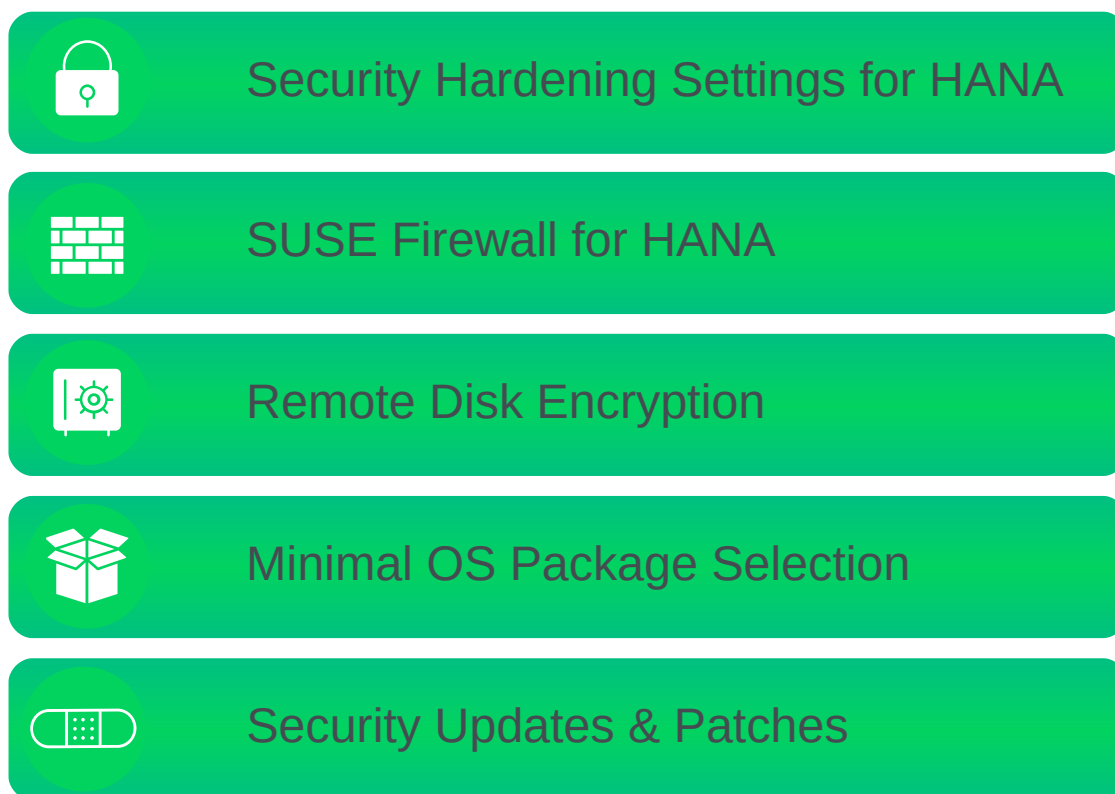 Security Hardening Settings for HANA
SUSE Firewall for HANA
Remote Disk Encryption
Minimal OS Package Selection
Security Updates & Patches